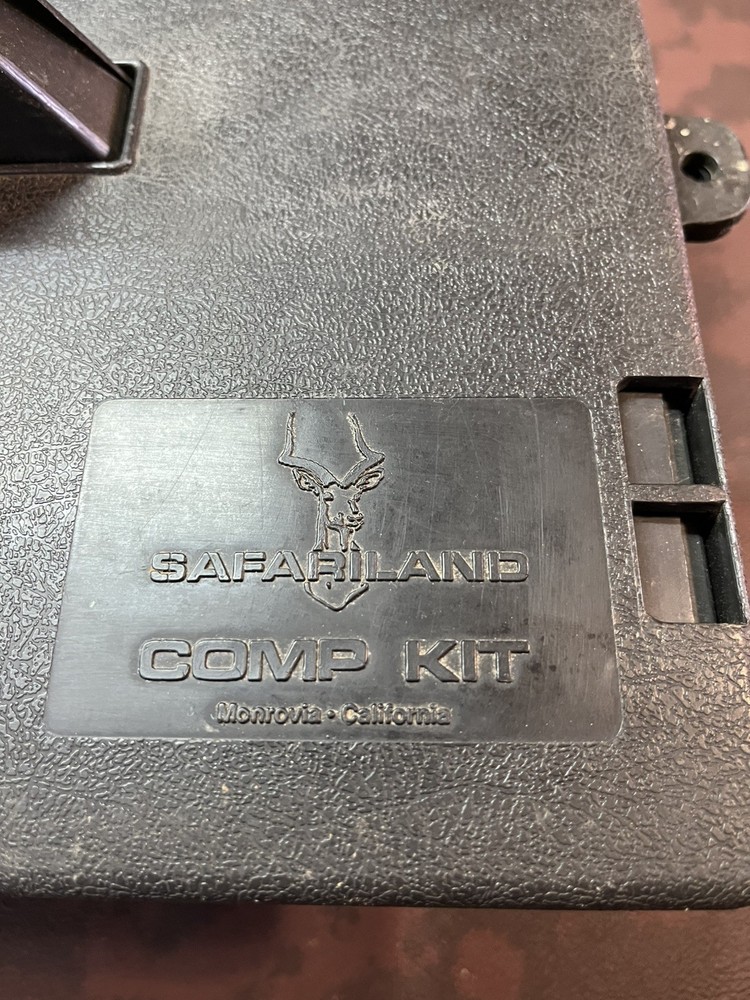 SAFARILAND
COMP KIT
Monrovia • California